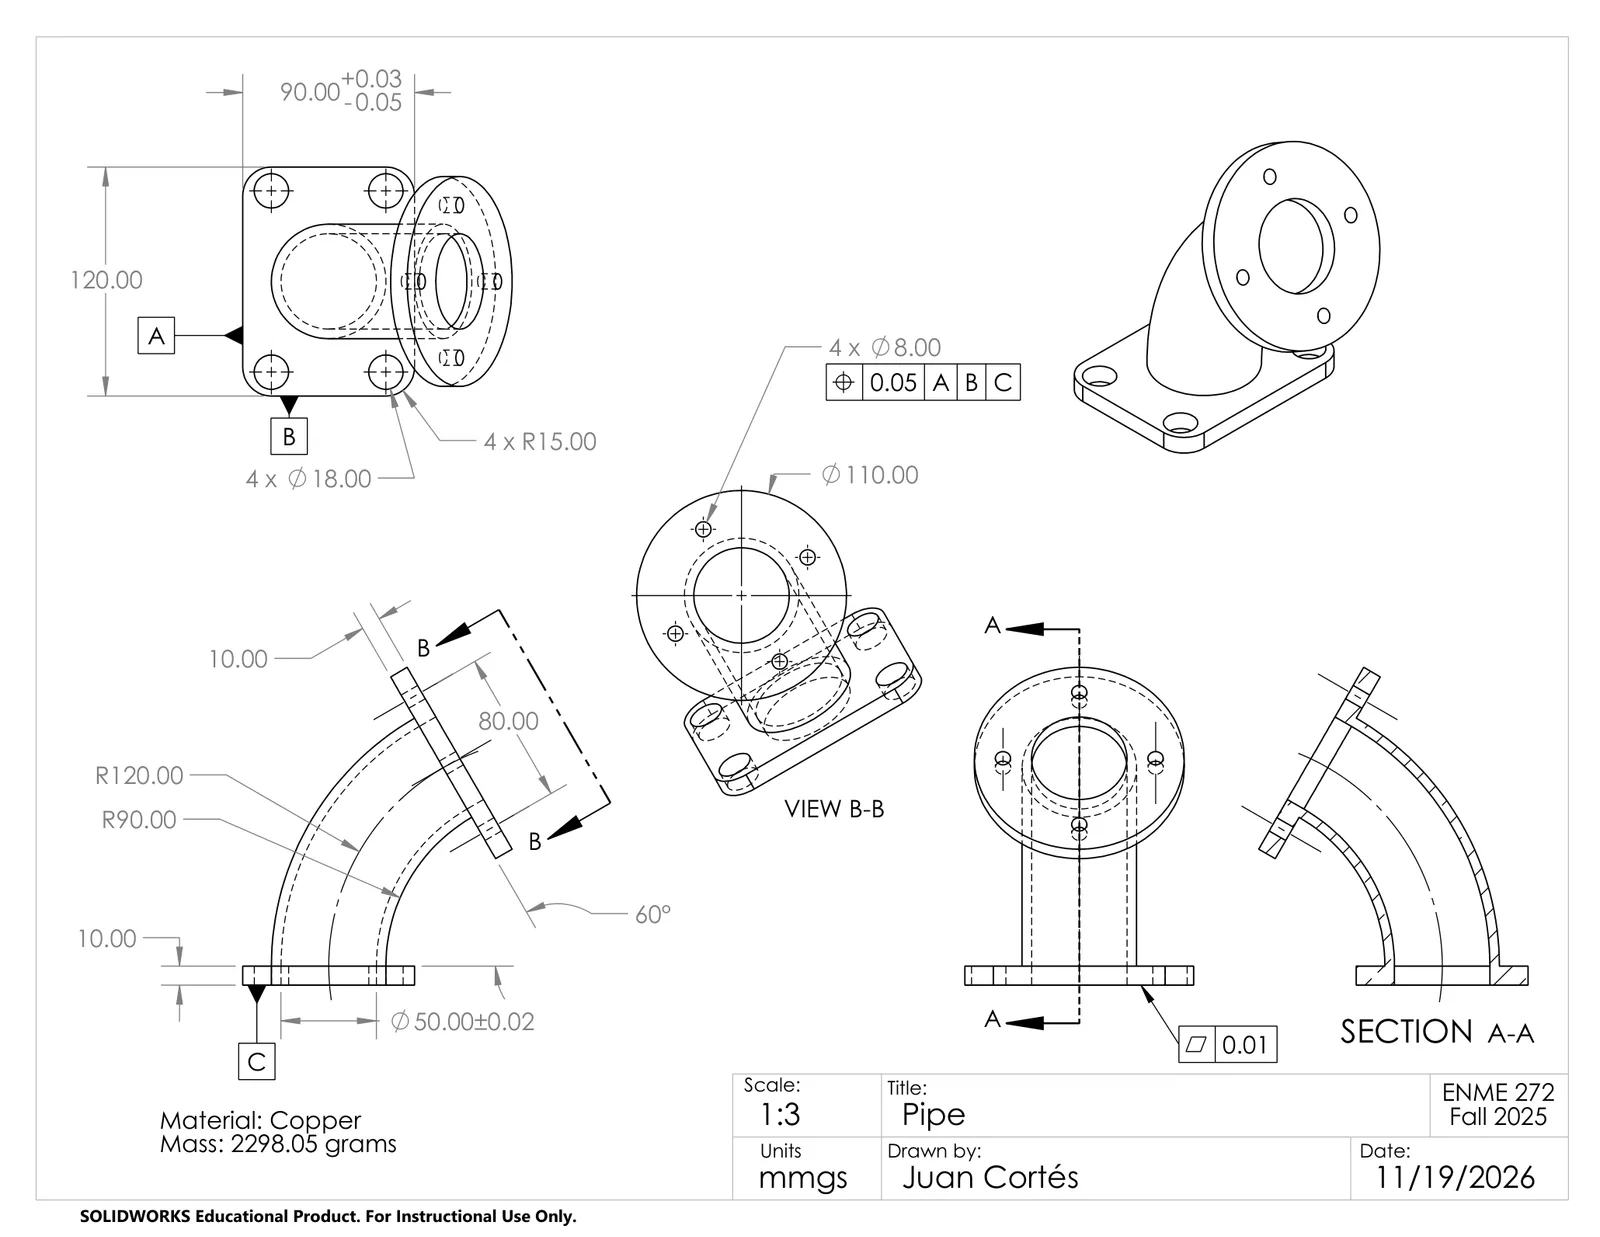 90.00 +0.03
-0.05
120.00
A
B
4 x R15.00
4 x ∅18.00
4 x ∅8.00
⌖ 0.05 A B C
∅110.00
10.00
B
80.00
R120.00
R90.00
B
60°
10.00
∅50.00±0.02
C
VIEW B-B
A
A
▱ 0.01
SECTION A-A
Material: Copper
Mass: 2298.05 grams
Scale:
1:3
Title:
Pipe
ENME 272
Fall 2025
Units
mmgs
Drawn by:
Juan Cortés
Date:
11/19/2026
SOLIDWORKS Educational Product. For Instructional Use Only.